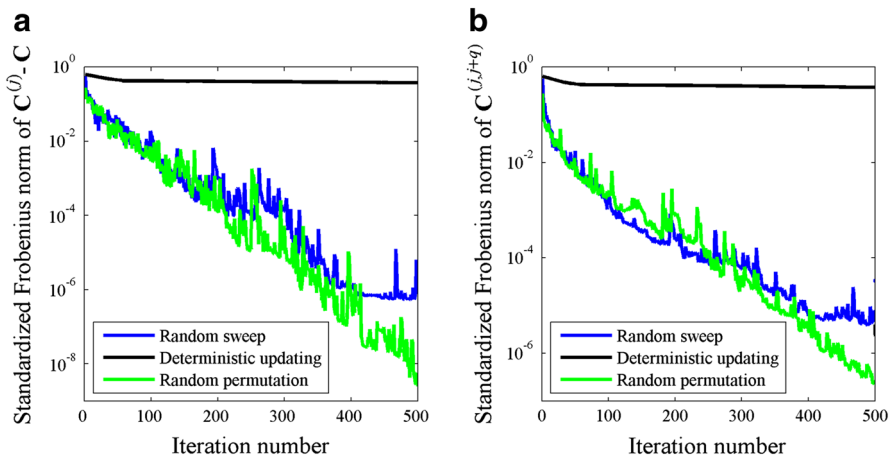 a
Standardized Frobenius norm of C^(j)-C
10^0
10^-2
10^-4
10^-6
10^-8
0 100 200 300 400 500
Iteration number
Random sweep
Deterministic updating
Random permutation
b
Standardized Frobenius norm of C^(j,j+q)
10^0
10^-2
10^-4
10^-6
0 100 200 300 400 500
Iteration number
Random sweep
Deterministic updating
Random permutation